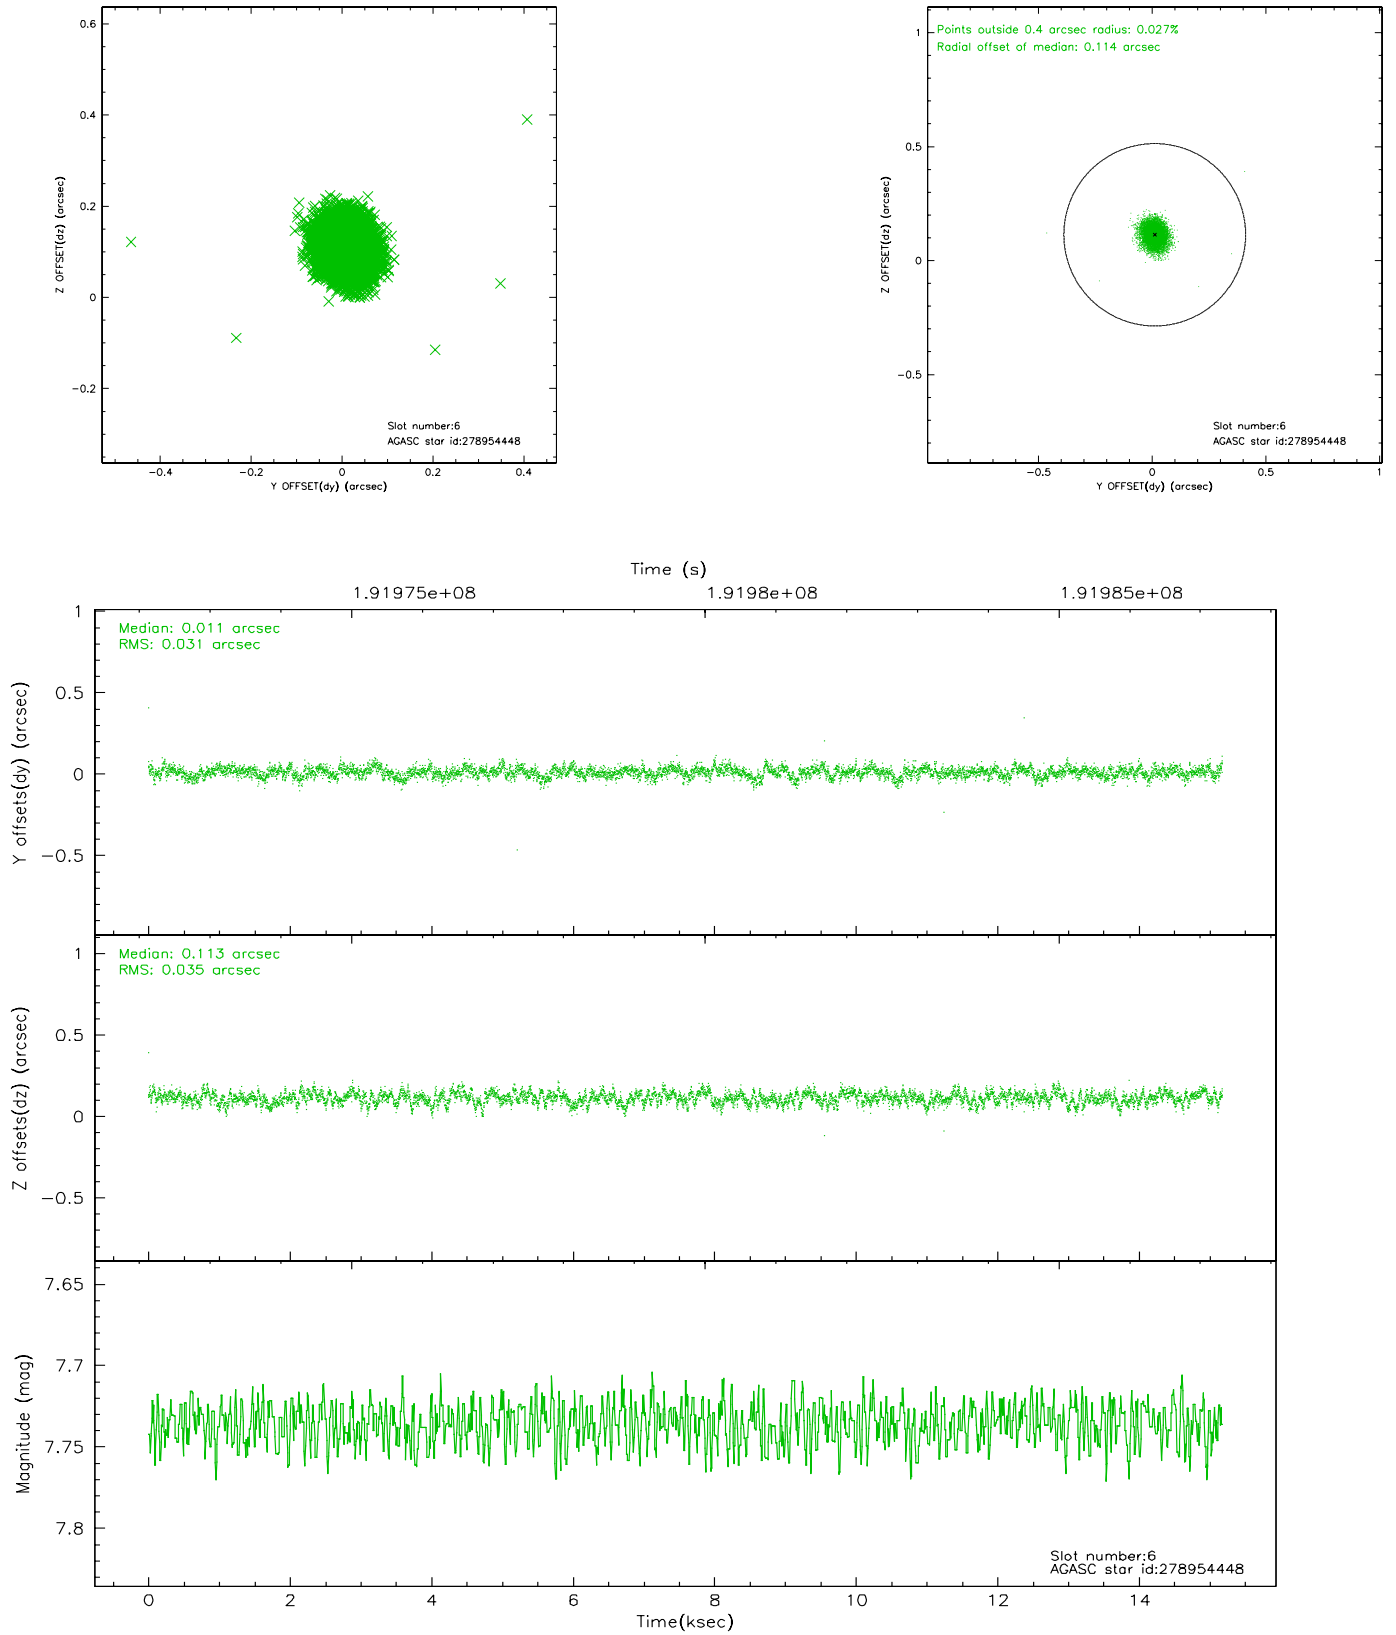 0.6
0.4
0.2
0
−0.2
Z OFFSET(dz) (arcsec)
−0.4
−0.2
0
0.2
0.4
Y OFFSET(dy) (arcsec)
Slot number:6
AGASC star id:278954448
Points outside 0.4 arcsec radius: 0.027%
Radial offset of median: 0.114 arcsec
1
0.5
0
−0.5
Z OFFSET(dz) (arcsec)
−0.5
0
0.5
1
Y OFFSET(dy) (arcsec)
Slot number:6
AGASC star id:278954448
Time (s)
1.91975e+08
1.9198e+08
1.91985e+08
Median: 0.011 arcsec
RMS: 0.031 arcsec
1
0.5
0
−0.5
Y offsets(dy) (arcsec)
Median: 0.113 arcsec
RMS: 0.035 arcsec
1
0.5
0
−0.5
Z offsets(dz) (arcsec)
7.65
7.7
7.75
7.8
Magnitude (mag)
Slot number:6
AGASC star id:278954448
0
2
4
6
8
10
12
14
Time(ksec)